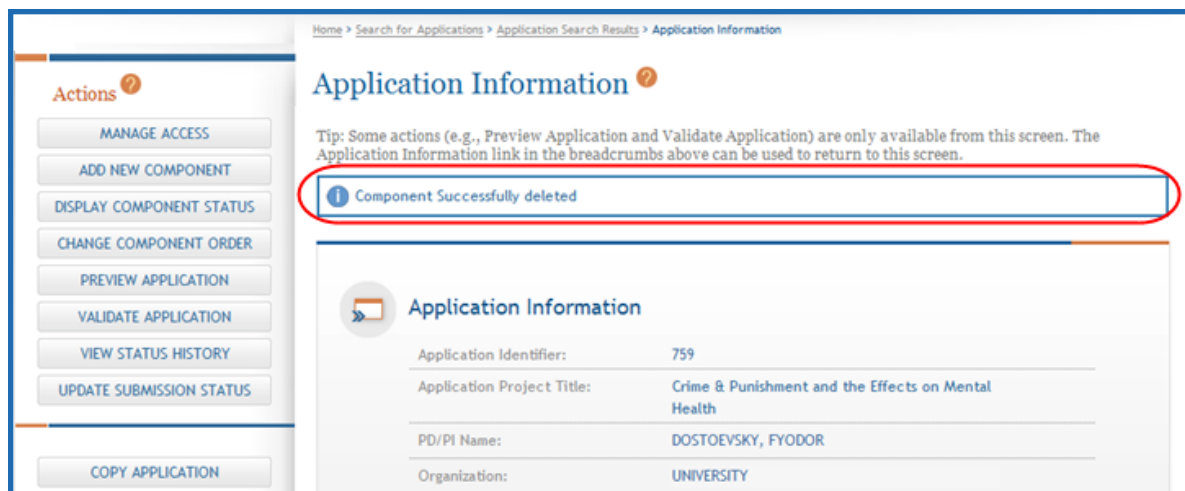 Home > Search for Applications > Application Search Results > Application Information
Actions ?
MANAGE ACCESS
ADD NEW COMPONENT
DISPLAY COMPONENT STATUS
CHANGE COMPONENT ORDER
PREVIEW APPLICATION
VALIDATE APPLICATION
VIEW STATUS HISTORY
UPDATE SUBMISSION STATUS
COPY APPLICATION
Application Information ?
Tip: Some actions (e.g., Preview Application and Validate Application) are only available from this screen. The
Application Information link in the breadcrumbs above can be used to return to this screen.
i Component Successfully deleted
Application Information
Application Identifier: 759
Application Project Title: Crime & Punishment and the Effects on Mental
Health
PD/PI Name: DOSTOEVSKY, FYODOR
Organization: UNIVERSITY